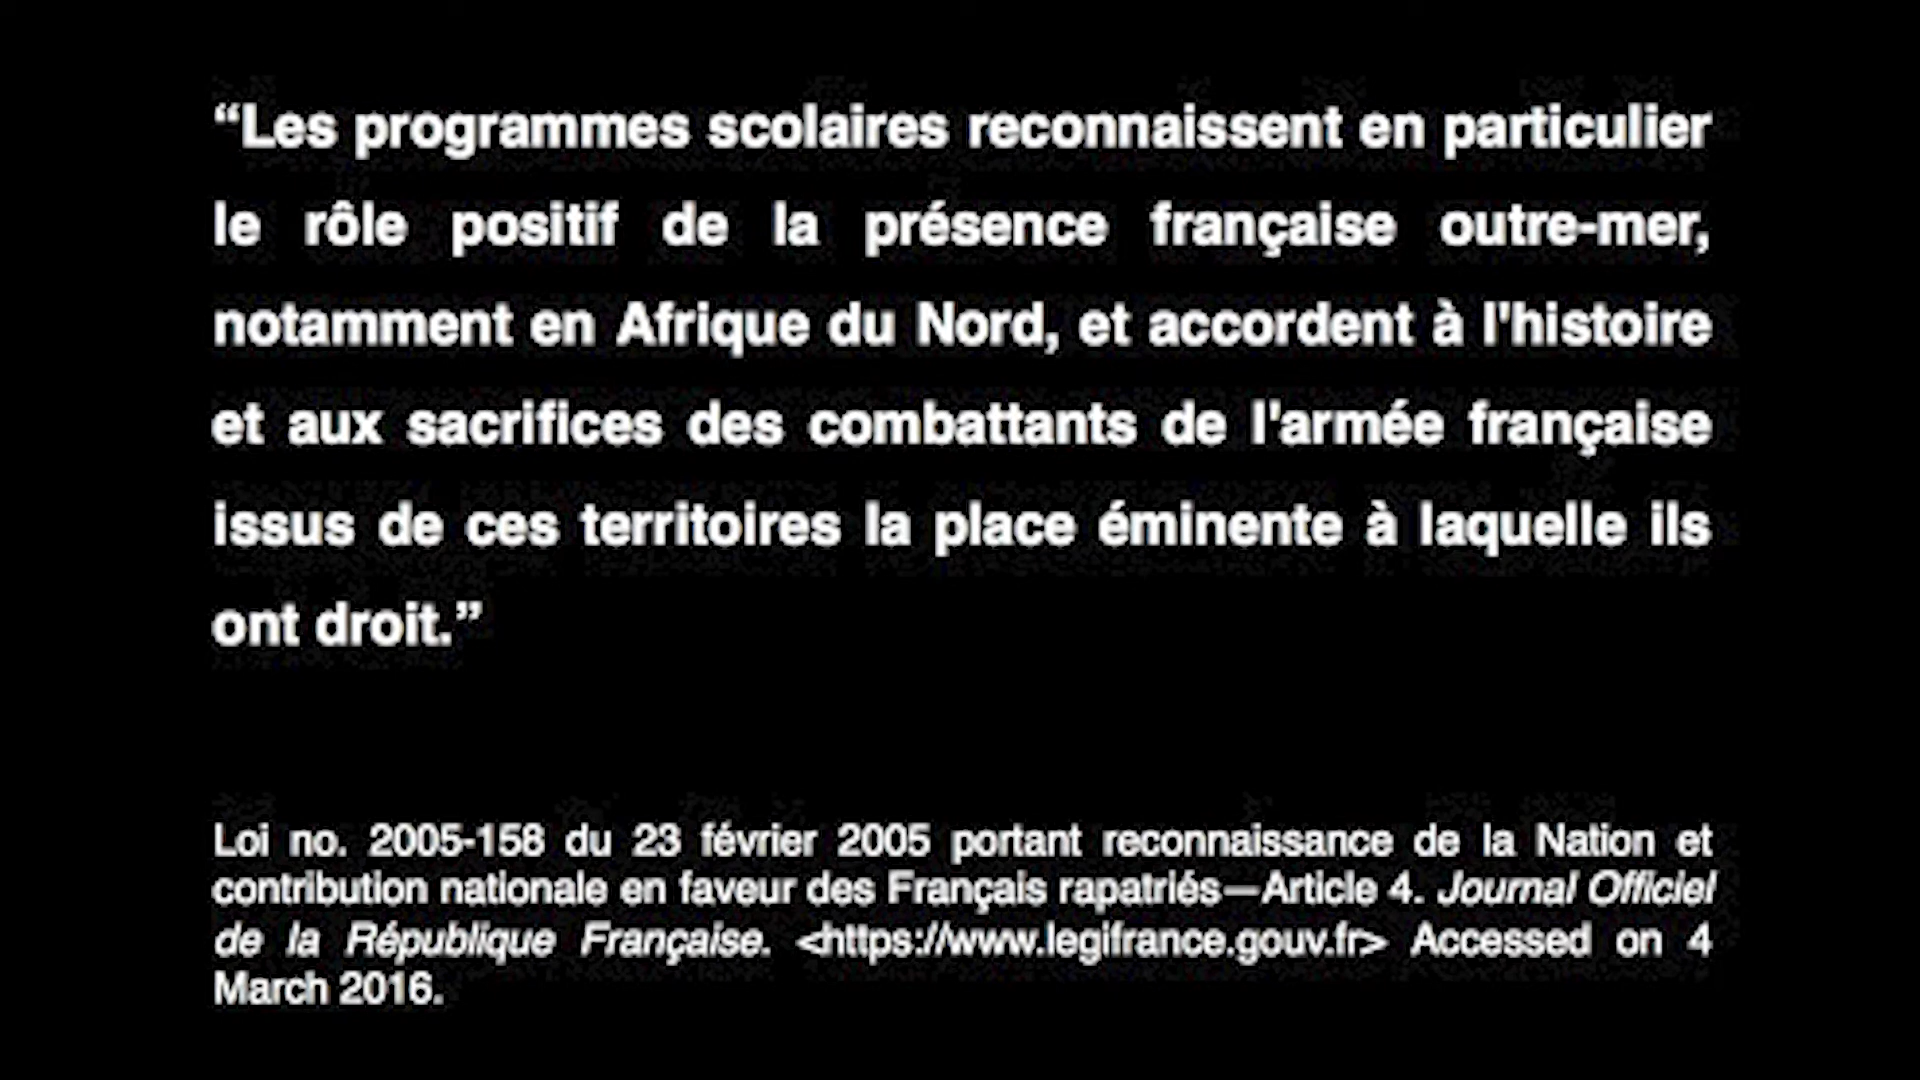 “Les programmes scolaires reconnaissent en particulier
le rôle positif de la présence française outre-mer,
notamment en Afrique du Nord, et accordent à l'histoire
et aux sacrifices des combattants de l'armée française
issus de ces territoires la place éminente à laquelle ils
ont droit.”
Loi no. 2005-158 du 23 février 2005 portant reconnaissance de la Nation et
contribution nationale en faveur des Français rapatriés—Article 4. Journal Officiel
de la République Française. <https://www.legifrance.gouv.fr> Accessed on 4
March 2016.